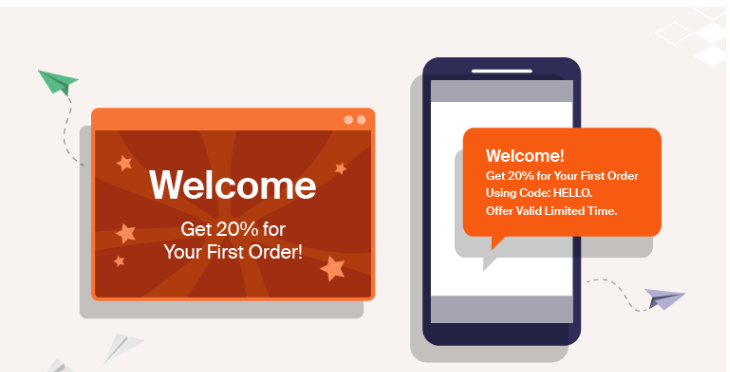 Welcome
Get 20% for
Your First Order!
Welcome!
Get 20% for Your First Order
Using Code: HELLO.
Offer Valid Limited Time.